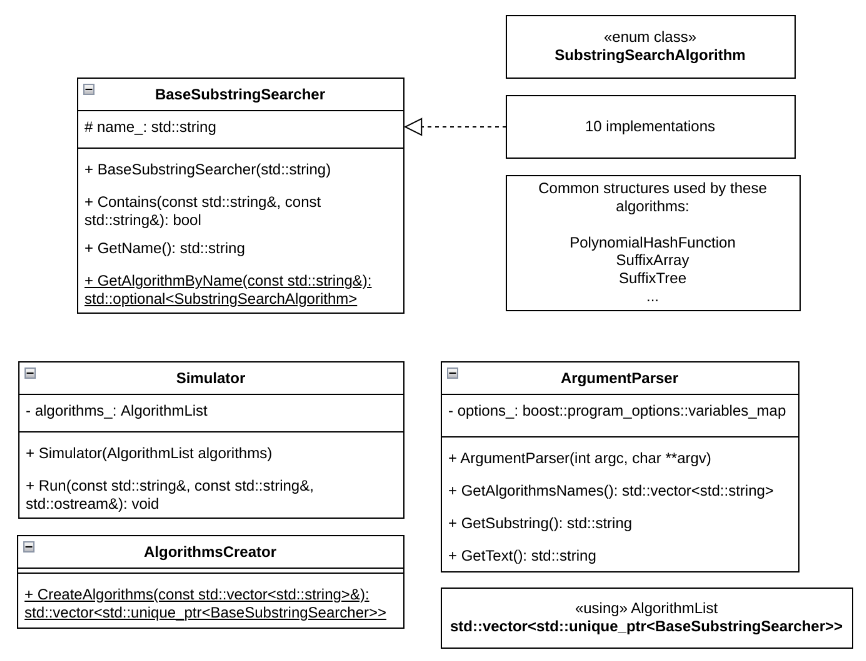 «enum class»
SubstringSearchAlgorithm
BaseSubstringSearcher
# name_: std::string
10 implementations
+ BaseSubstringSearcher(std::string)
+ Contains(const std::string&, const
std::string&): bool
+ GetName(): std::string
+ GetAlgorithmByName(const std::string&):
std::optional<SubstringSearchAlgorithm>
Common structures used by these
algorithms:
PolynomialHashFunction
SuffixArray
SuffixTree
...
Simulator
- algorithms_: AlgorithmList
+ Simulator(AlgorithmList algorithms)
+ Run(const std::string&, const std::string&,
std::ostream&): void
ArgumentParser
- options_: boost::program_options::variables_map
+ ArgumentParser(int argc, char **argv)
+ GetAlgorithmsNames(): std::vector<std::string>
+ GetSubstring(): std::string
+ GetText(): std::string
AlgorithmsCreator
+ CreateAlgorithms(const std::vector<std::string>&):
std::vector<std::unique_ptr<BaseSubstringSearcher>>
«using» AlgorithmList
std::vector<std::unique_ptr<BaseSubstringSearcher>>